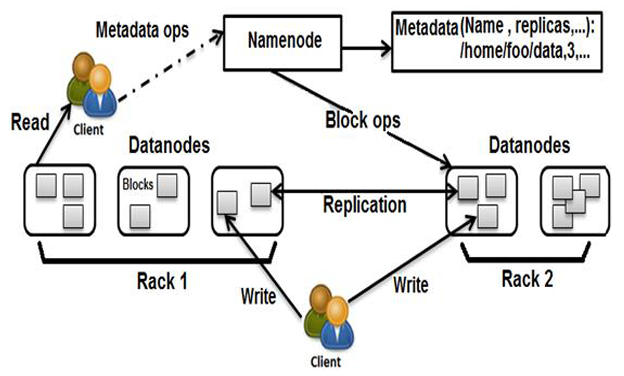 Metadata ops
Namenode
Metadata (Name , replicas,...):
/home/foo/data,3,...
Client
Read
Block ops
Datanodes
Datanodes
Blocks
Replication
Rack 1
Rack 2
Write
Write
Client